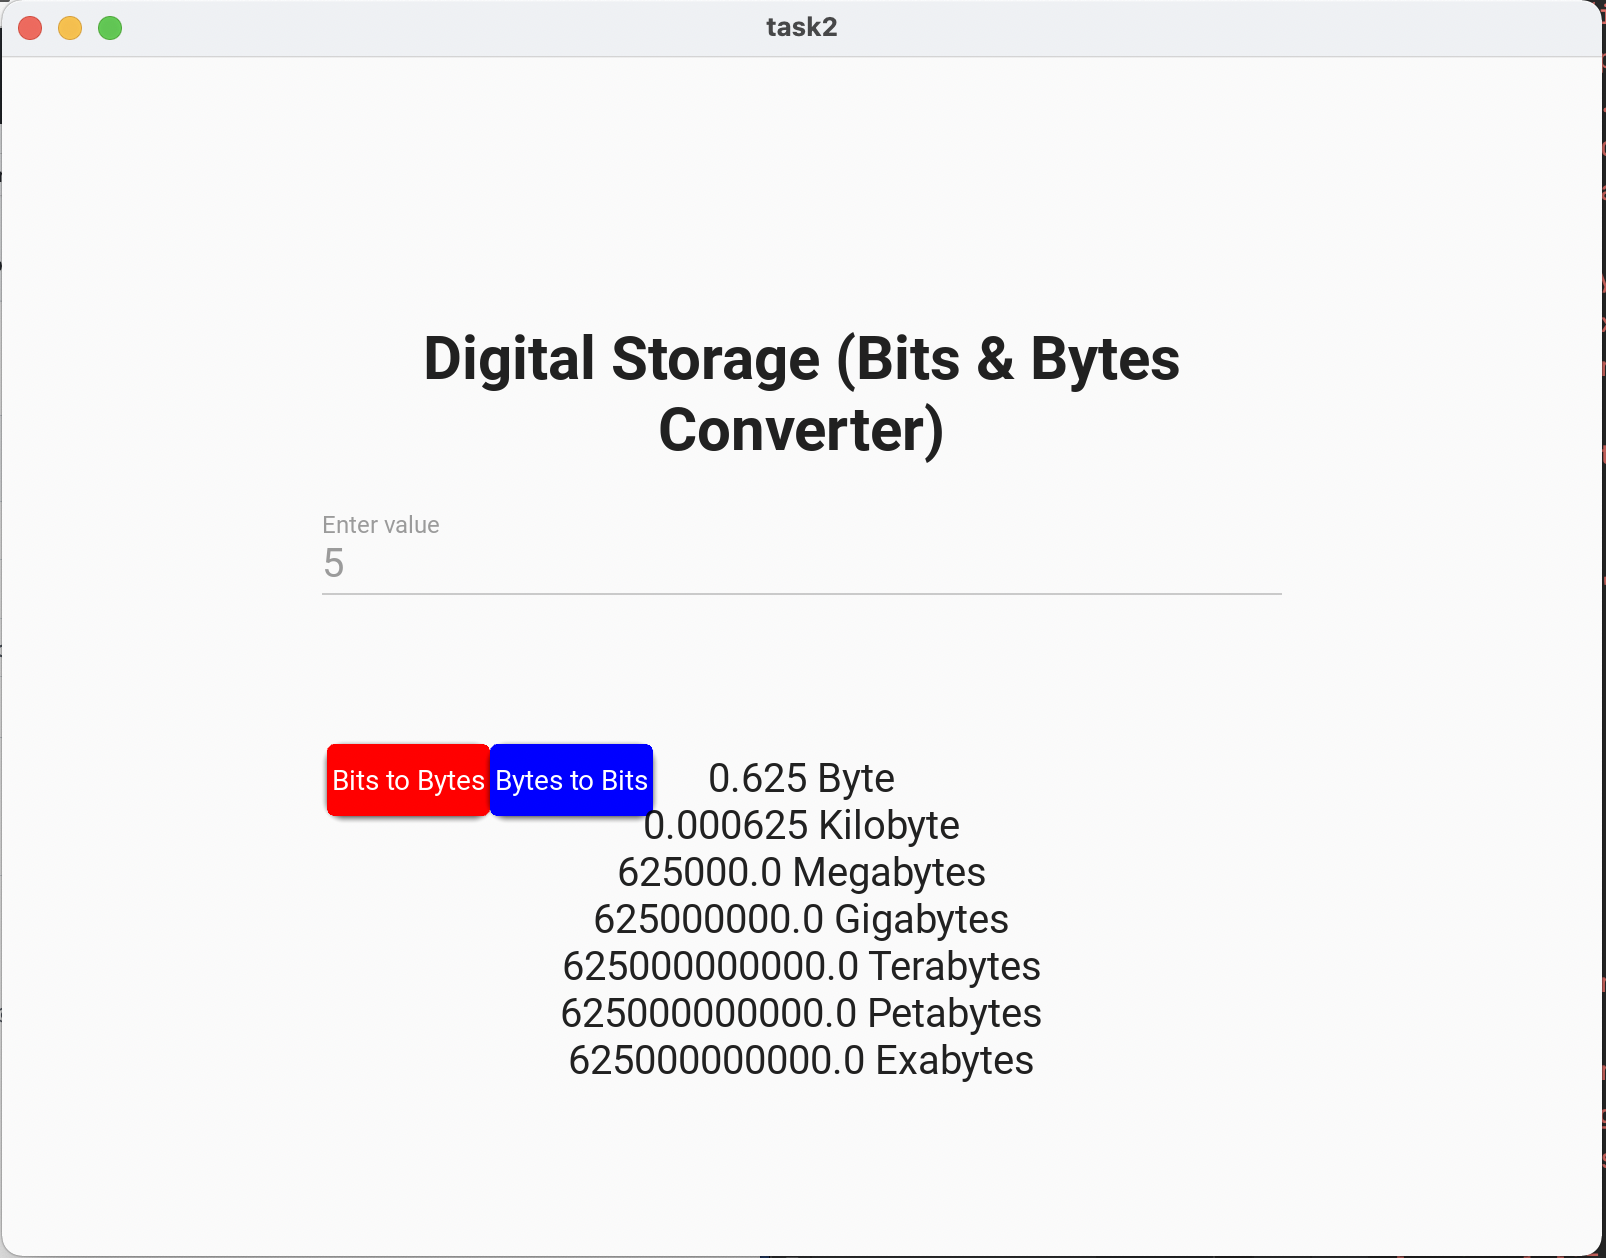 task2
Digital Storage (Bits & Bytes
Converter)
Enter value
5
Bits to Bytes
Bytes to Bits
0.625 Byte
0.000625 Kilobyte
625000.0 Megabytes
625000000.0 Gigabytes
625000000000.0 Terabytes
625000000000.0 Petabytes
625000000000.0 Exabytes